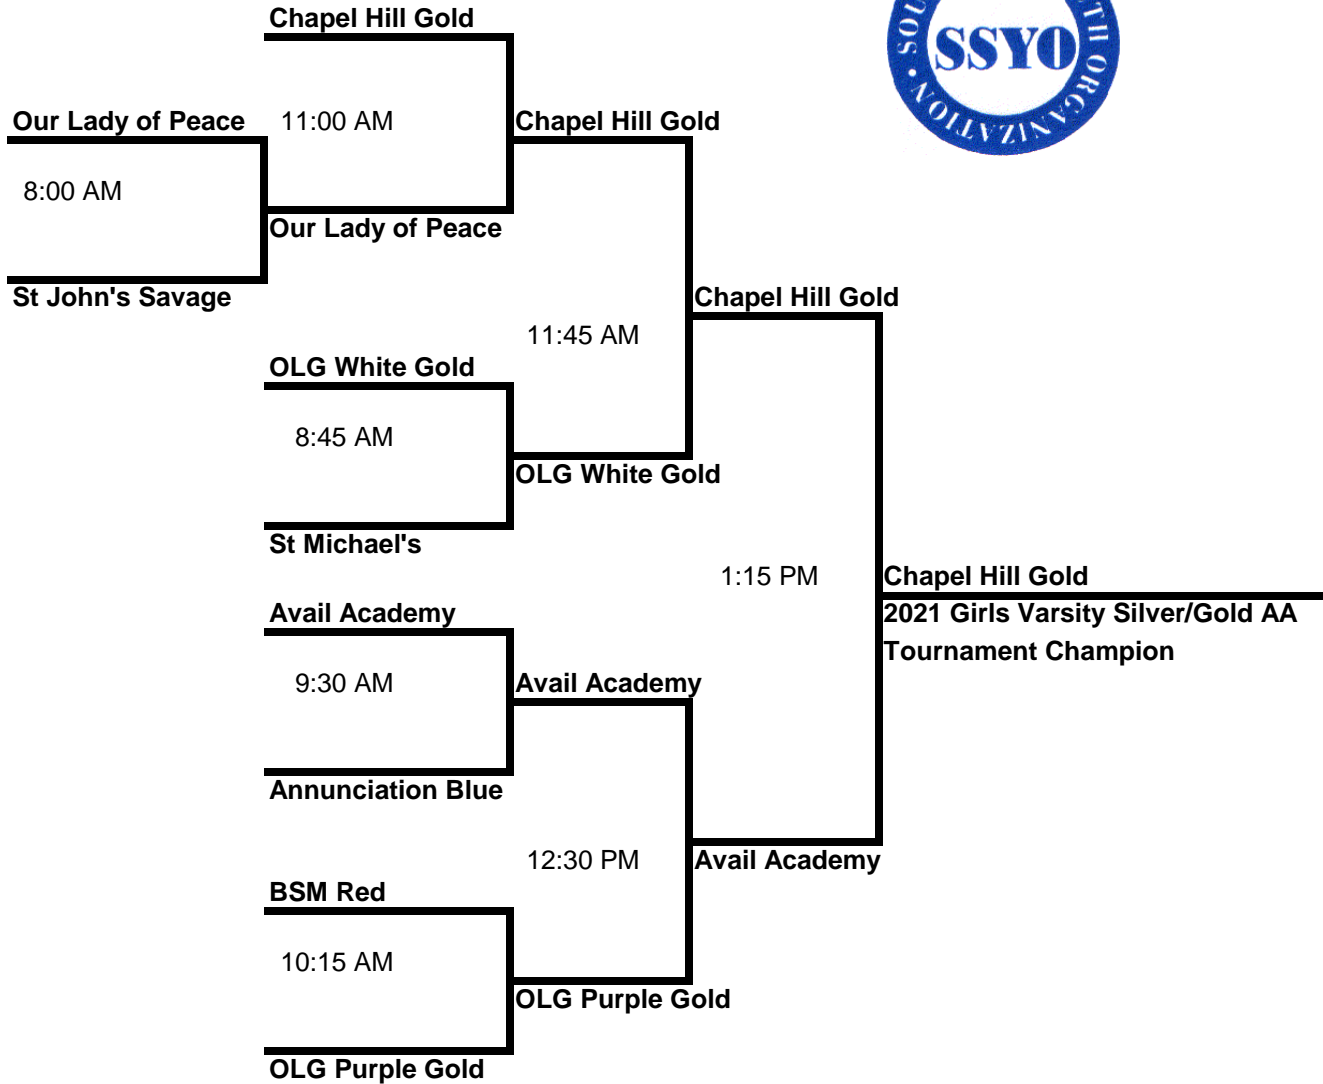 Chapel Hill Gold
SSYO
ORGANIZATION
Our Lady of Peace
11:00 AM
Chapel Hill Gold
8:00 AM
Our Lady of Peace
St John's Savage
Chapel Hill Gold
11:45 AM
OLG White Gold
8:45 AM
OLG White Gold
St Michael's
1:15 PM
Chapel Hill Gold
Avail Academy
2021 Girls Varsity Silver/Gold AA
Tournament Champion
9:30 AM
Avail Academy
Annunciation Blue
12:30 PM
Avail Academy
BSM Red
10:15 AM
OLG Purple Gold
OLG Purple Gold